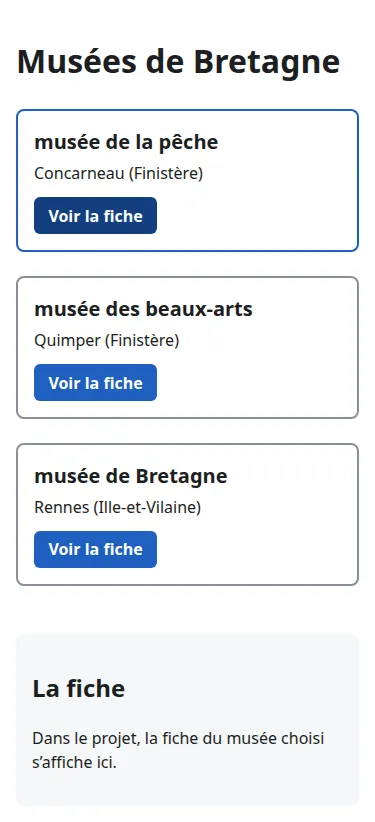 Musées de Bretagne
musée de la pêche
Concarneau (Finistère)
Voir la fiche
musée des beaux-arts
Quimper (Finistère)
Voir la fiche
musée de Bretagne
Rennes (Ille-et-Vilaine)
Voir la fiche
La fiche
Dans le projet, la fiche du musée choisi
s’affiche ici.